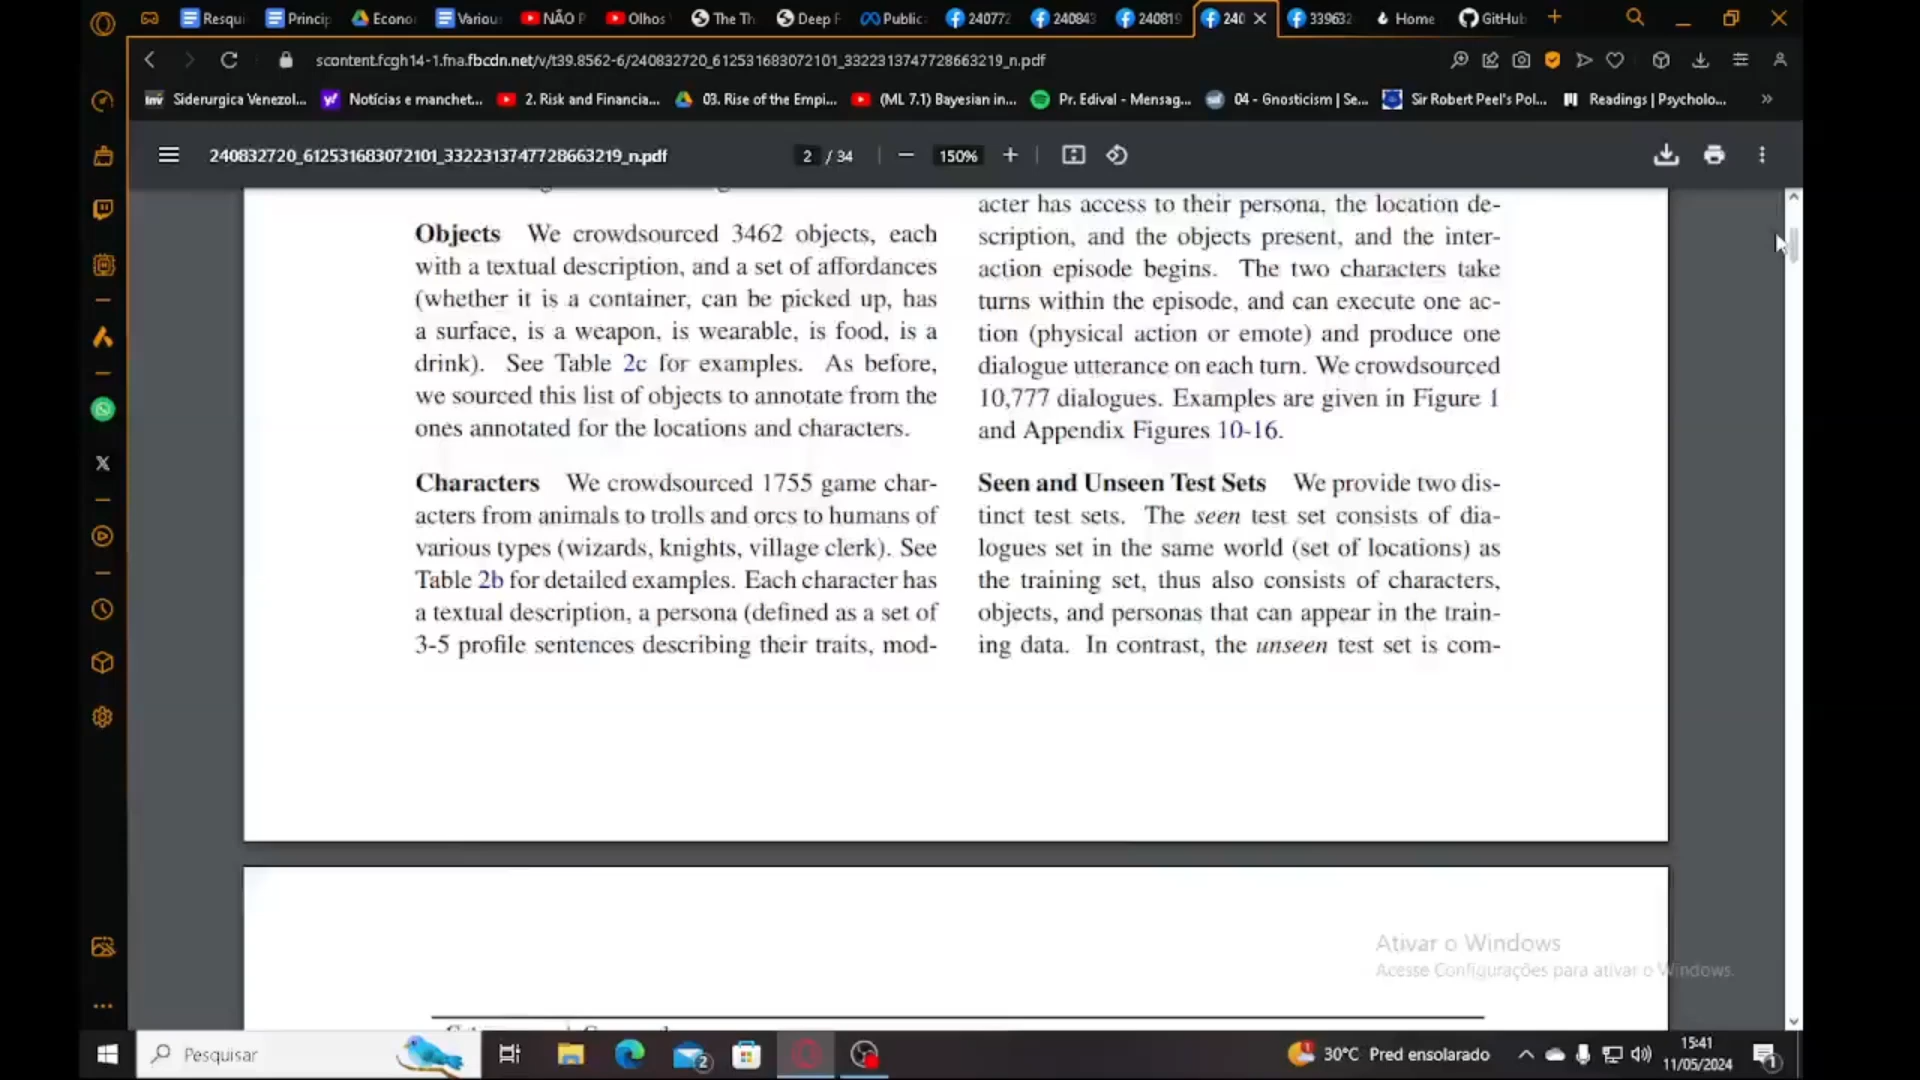 Resqui
Princip
Econo
Variou
NÃO P
Olhos
The Th
Deep F
Public
240772
240843
240819
240
339632
Home
GitHub
scontent.fcgh14-1.fna.fbcdn.net/v/t39.8562-6/240832720_612531683072101_3322313747728663219_n.pdf
Siderurgica Venezol...
Notícias e manchet...
2. Risk and Financia...
03. Rise of the Empi...
(ML 7.1) Bayesian in...
Pr. Edival - Mensag...
04 - Gnosticism | Se...
Sir Robert Peel's Pol...
Readings | Psycholo...
240832720_612531683072101_3322313747728663219_n.pdf
2 / 34
150%
Objects We crowdsourced 3462 objects, each
with a textual description, and a set of affordances
(whether it is a container, can be picked up, has
a surface, is a weapon, is wearable, is food, is a
drink). See Table 2c for examples. As before,
we sourced this list of objects to annotate from the
ones annotated for the locations and characters.
Characters We crowdsourced 1755 game char-
acters from animals to trolls and orcs to humans of
various types (wizards, knights, village clerk). See
Table 2b for detailed examples. Each character has
a textual description, a persona (defined as a set of
3-5 profile sentences describing their traits, mod-
acter has access to their persona, the location de-
scription, and the objects present, and the inter-
action episode begins. The two characters take
turns within the episode, and can execute one ac-
tion (physical action or emote) and produce one
dialogue utterance on each turn. We crowdsourced
10,777 dialogues. Examples are given in Figure 1
and Appendix Figures 10-16.
Seen and Unseen Test Sets We provide two dis-
tinct test sets. The seen test set consists of dia-
logues set in the same world (set of locations) as
the training set, thus also consists of characters,
objects, and personas that can appear in the train-
ing data. In contrast, the unseen test set is com-
Ativar o Windows
Acesse Configurações para ativar o Windows.
Pesquisar
2
30°C Pred ensolarado
15:41
11/05/2024
1